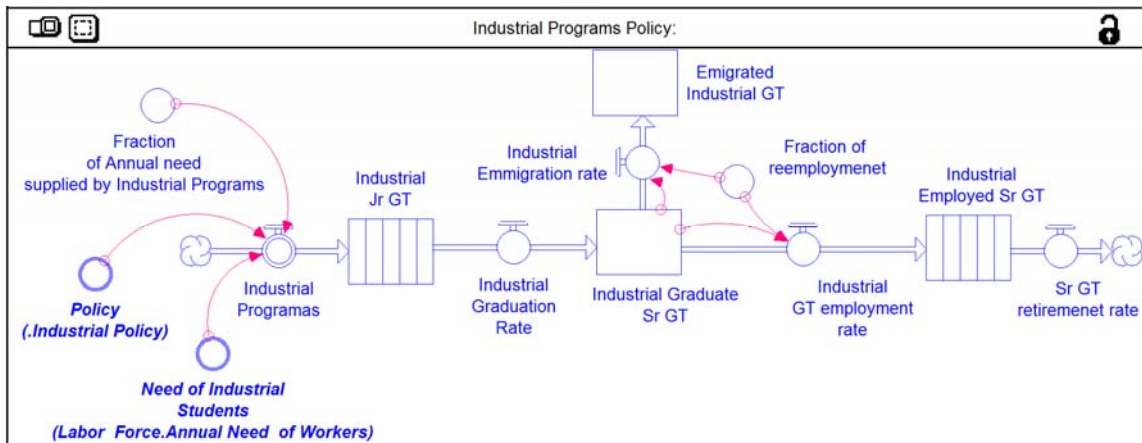 Industrial Programs Policy:
Emigrated
Industrial GT
Fraction
of Annual need
supplied by Industrial Programs
Industrial
Emmigration rate
Fraction of
reemploymenet
Industrial
Jr GT
Industrial
Employed Sr GT
Industrial
Programas
Industrial
Graduation
Rate
Industrial Graduate
Sr GT
Industrial
GT employment
rate
Sr GT
retiremenet rate
Policy
(.Industrial Policy)
Need of Industrial
Students
(Labor Force.Annual Need of Workers)